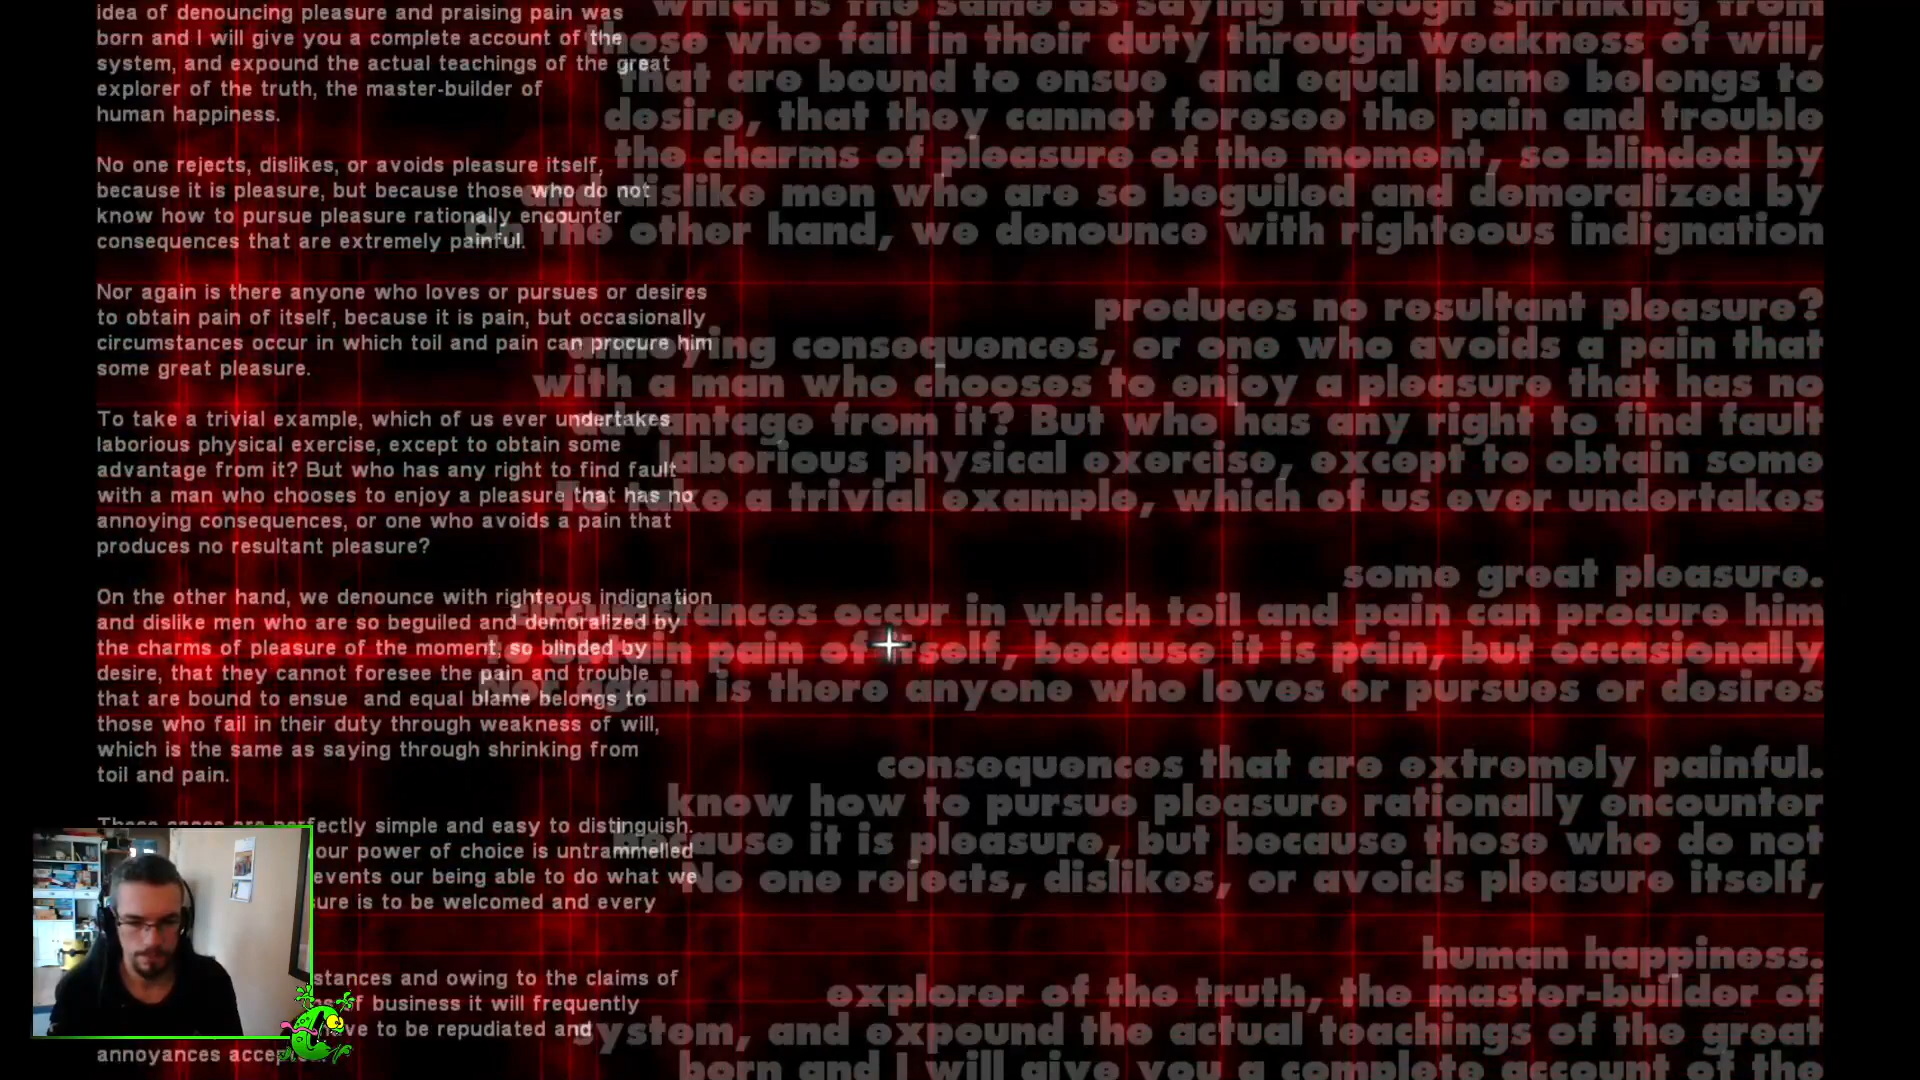 idea of denouncing pleasure and praising pain was
born and I will give you a complete account of the
system, and expound the actual teachings of the great
explorer of the truth, the master-builder of
human happiness.
No one rejects, dislikes, or avoids pleasure itself,
because it is pleasure, but because those who do not
know how to pursue pleasure rationally encounter
consequences that are extremely painful.
Nor again is there anyone who loves or pursues or desires
to obtain pain of itself, because it is pain, but occasionally
circumstances occur in which toil and pain can procure him
some great pleasure.
To take a trivial example, which of us ever undertakes
laborious physical exercise, except to obtain some
advantage from it? But who has any right to find fault
with a man who chooses to enjoy a pleasure that has no
annoying consequences, or one who avoids a pain that
produces no resultant pleasure?
On the other hand, we denounce with righteous indignation
and dislike men who are so beguiled and demoralized by
the charms of pleasure of the moment, so blinded by
desire, that they cannot foresee the pain and trouble
that are bound to ensue and equal blame belongs to
those who fail in their duty through weakness of will,
which is the same as saying through shrinking from
toil and pain.
These cases are perfectly simple and easy to distinguish.
our power of choice is untrammelled
events our being able to do what we
sure is to be welcomed and every
stances and owing to the claims of
of business it will frequently
ve to be repudiated and
annoyances accep
which is the same as saying through shrinking from
those who fail in their duty through weakness of will,
that are bound to ensue and equal blame belongs to
desire, that they cannot foresee the pain and trouble
the charms of pleasure of the moment, so blinded by
and dislike men who are so beguiled and demoralized by
On the other hand, we denounce with righteous indignation
produces no resultant pleasure?
annoying consequences, or one who avoids a pain that
with a man who chooses to enjoy a pleasure that has no
advantage from it? But who has any right to find fault
laborious physical exercise, except to obtain some
To take a trivial example, which of us ever undertakes
some great pleasure.
circumstances occur in which toil and pain can procure him
to obtain pain of itself, because it is pain, but occasionally
Nor again is there anyone who loves or pursues or desires
consequences that are extremely painful.
know how to pursue pleasure rationally encounter
because it is pleasure, but because those who do not
No one rejects, dislikes, or avoids pleasure itself,
human happiness.
explorer of the truth, the master-builder of
system, and expound the actual teachings of the great
born and I will give you a complete account of the